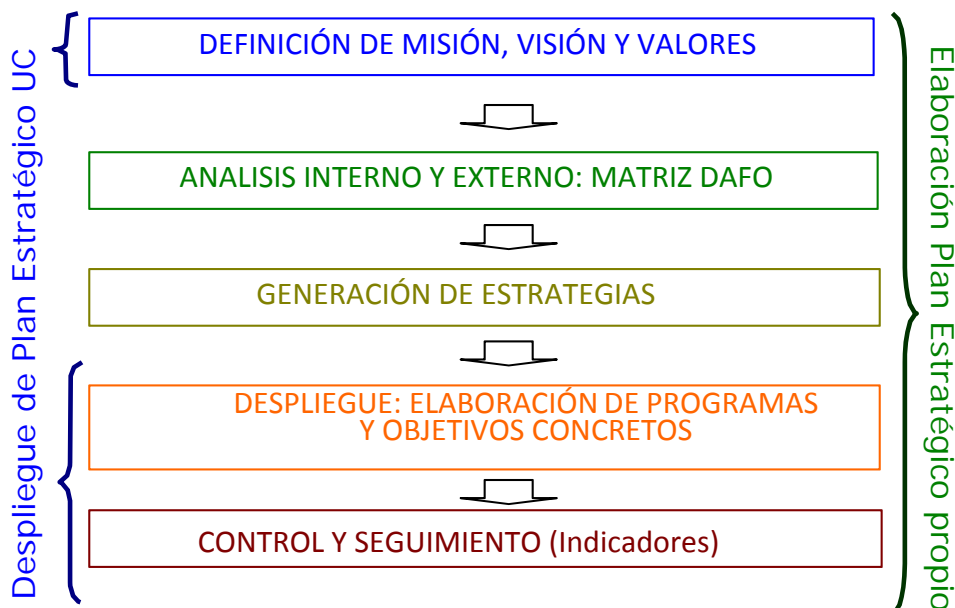 Despliegue de Plan Estratégico UC
DEFINICIÓN DE MISIÓN, VISIÓN Y VALORES
ANALISIS INTERNO Y EXTERNO: MATRIZ DAFO
GENERACIÓN DE ESTRATEGIAS
DESPLIEGUE: ELABORACIÓN DE PROGRAMAS
Y OBJETIVOS CONCRETOS
CONTROL Y SEGUIMIENTO (Indicadores)
Elaboración Plan Estratégico propio